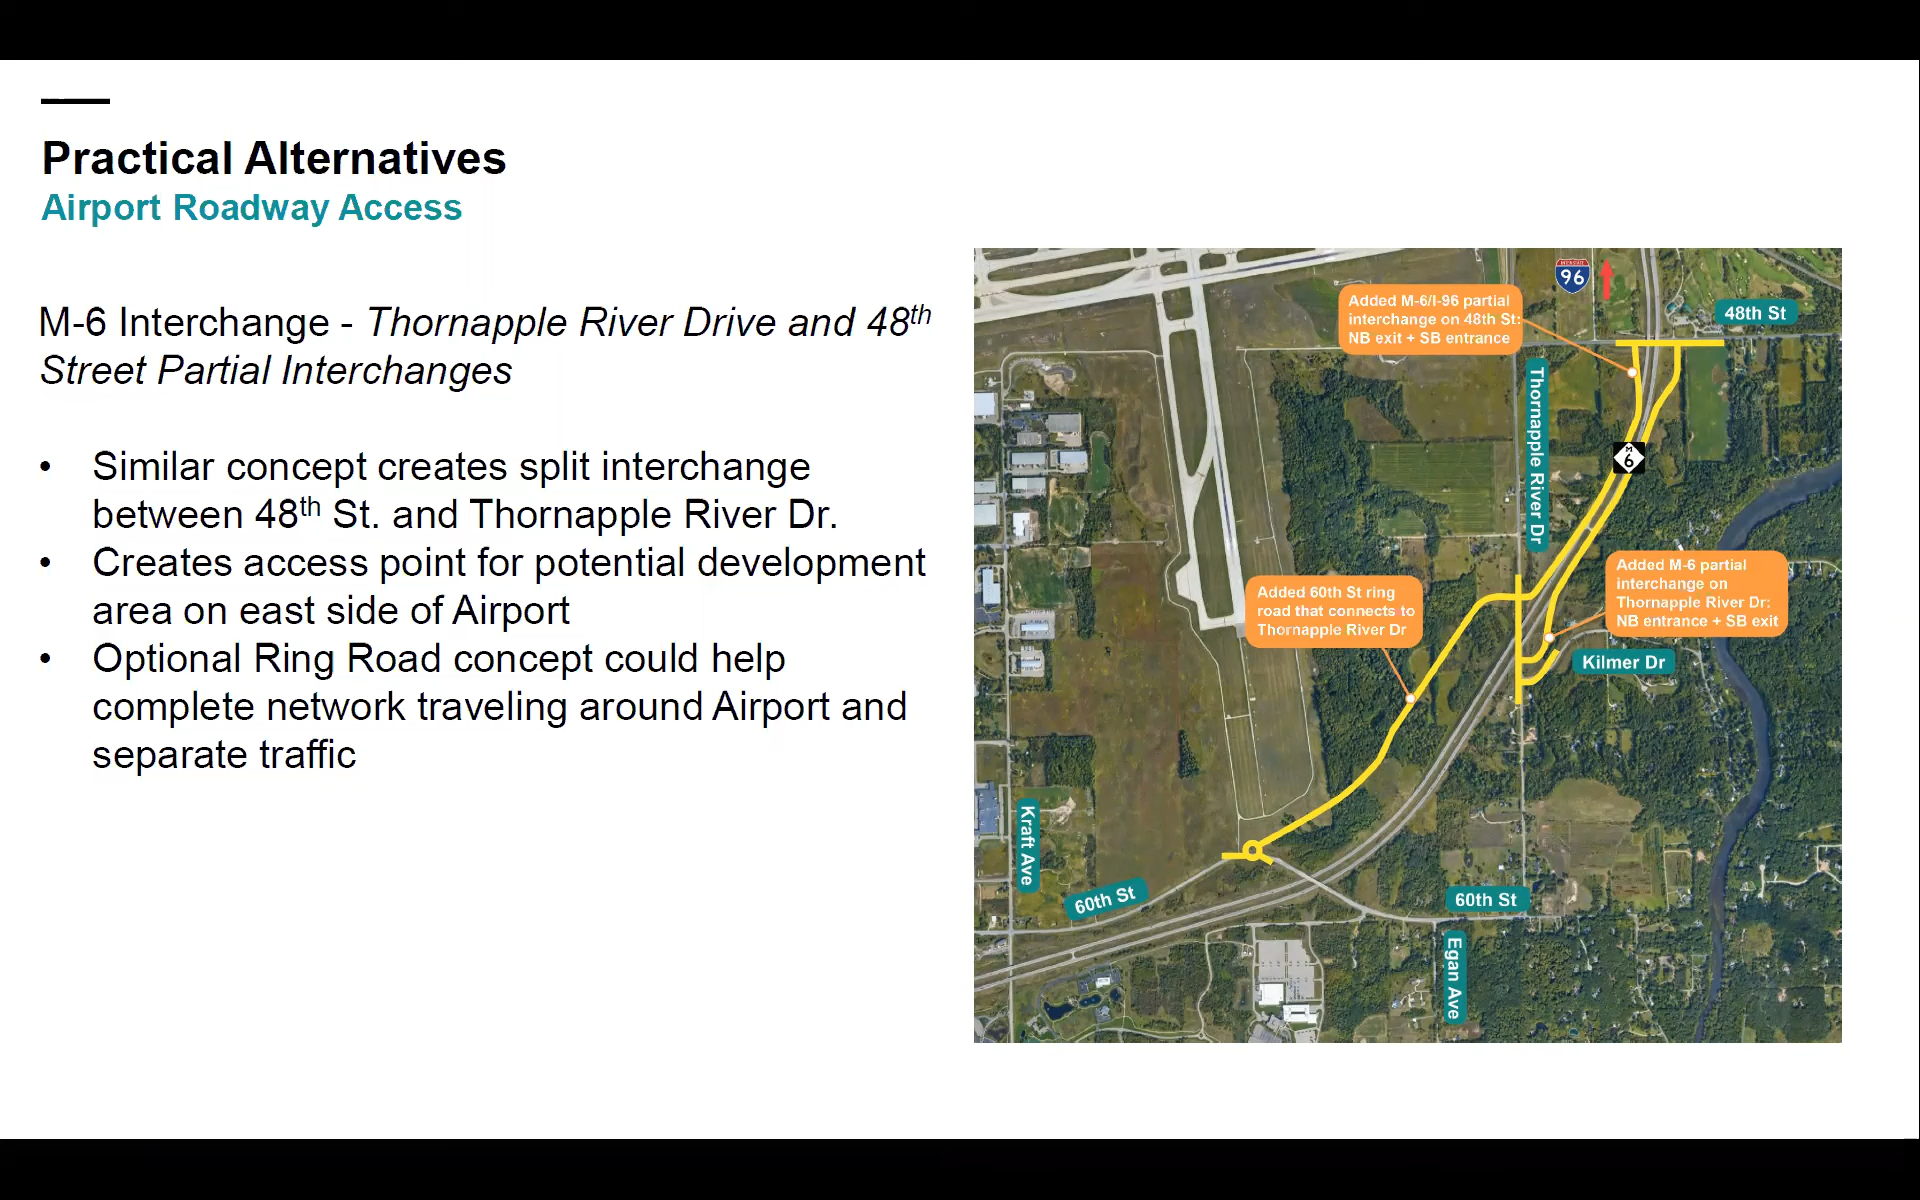 Practical Alternatives
Airport Roadway Access
M-6 Interchange - Thornapple River Drive and 48th
Street Partial Interchanges
• Similar concept creates split interchange
between 48th St. and Thornapple River Dr.
• Creates access point for potential development
area on east side of Airport
• Optional Ring Road concept could help
complete network traveling around Airport and
separate traffic
96
Added M-6/I-96 partial
interchange on 48th St:
NB exit + SB entrance
48th St
Thornapple River Dr
M
6
Added M-6 partial
interchange on
Thornapple River Dr:
NB entrance + SB exit
Added 60th St ring
road that connects to
Thornapple River Dr
Kilmer Dr
Kraft Ave
60th St
60th St
Egan Ave